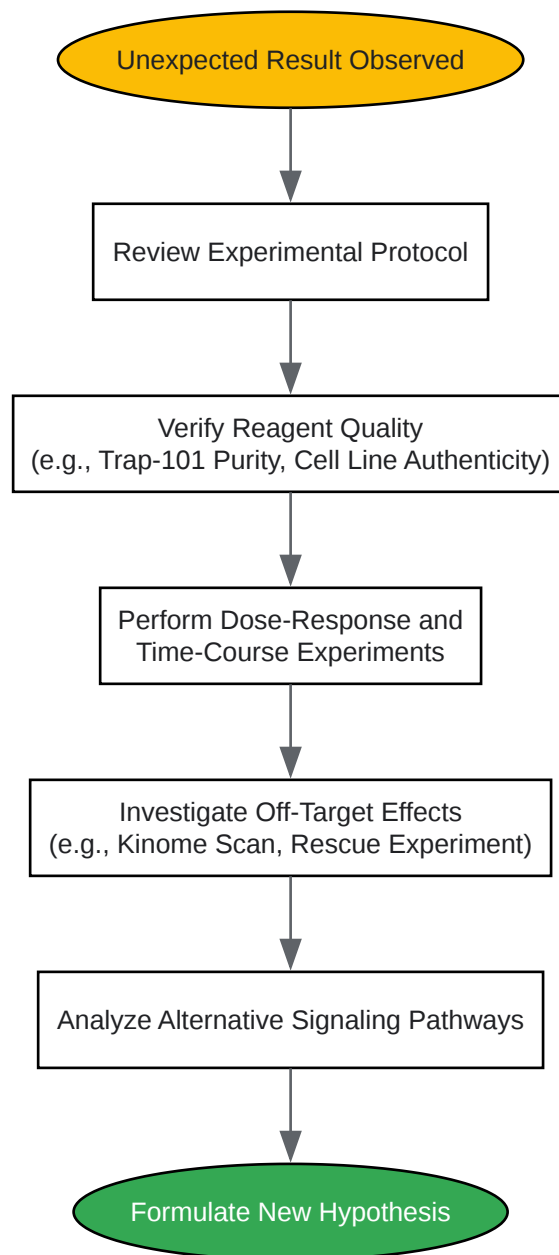 Unexpected Result Observed
Review Experimental Protocol
Verify Reagent Quality
(e.g., Trap-101 Purity, Cell Line Authenticity)
Perform Dose-Response and
Time-Course Experiments
Investigate Off-Target Effects
(e.g., Kinome Scan, Rescue Experiment)
Analyze Alternative Signaling Pathways
Formulate New Hypothesis